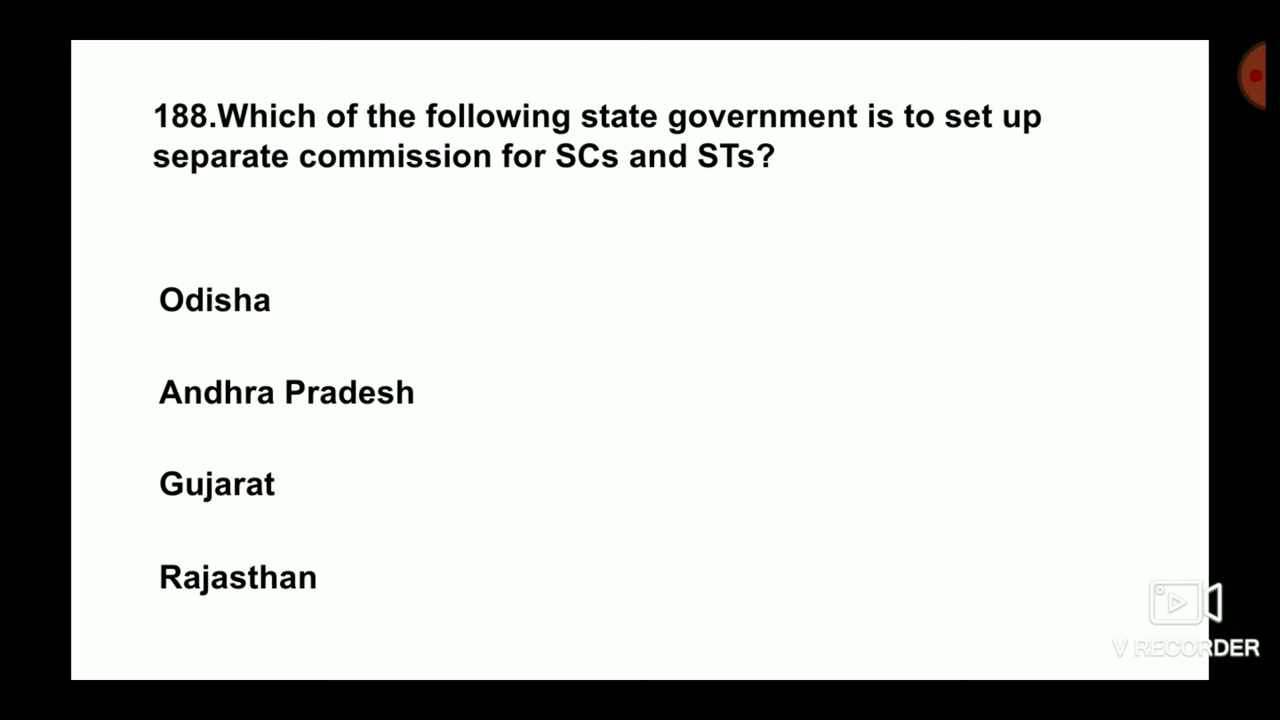 188.Which of the following state government is to set up
separate commission for SCs and STs?
Odisha
Andhra Pradesh
Gujarat
Rajasthan
V RECORDER